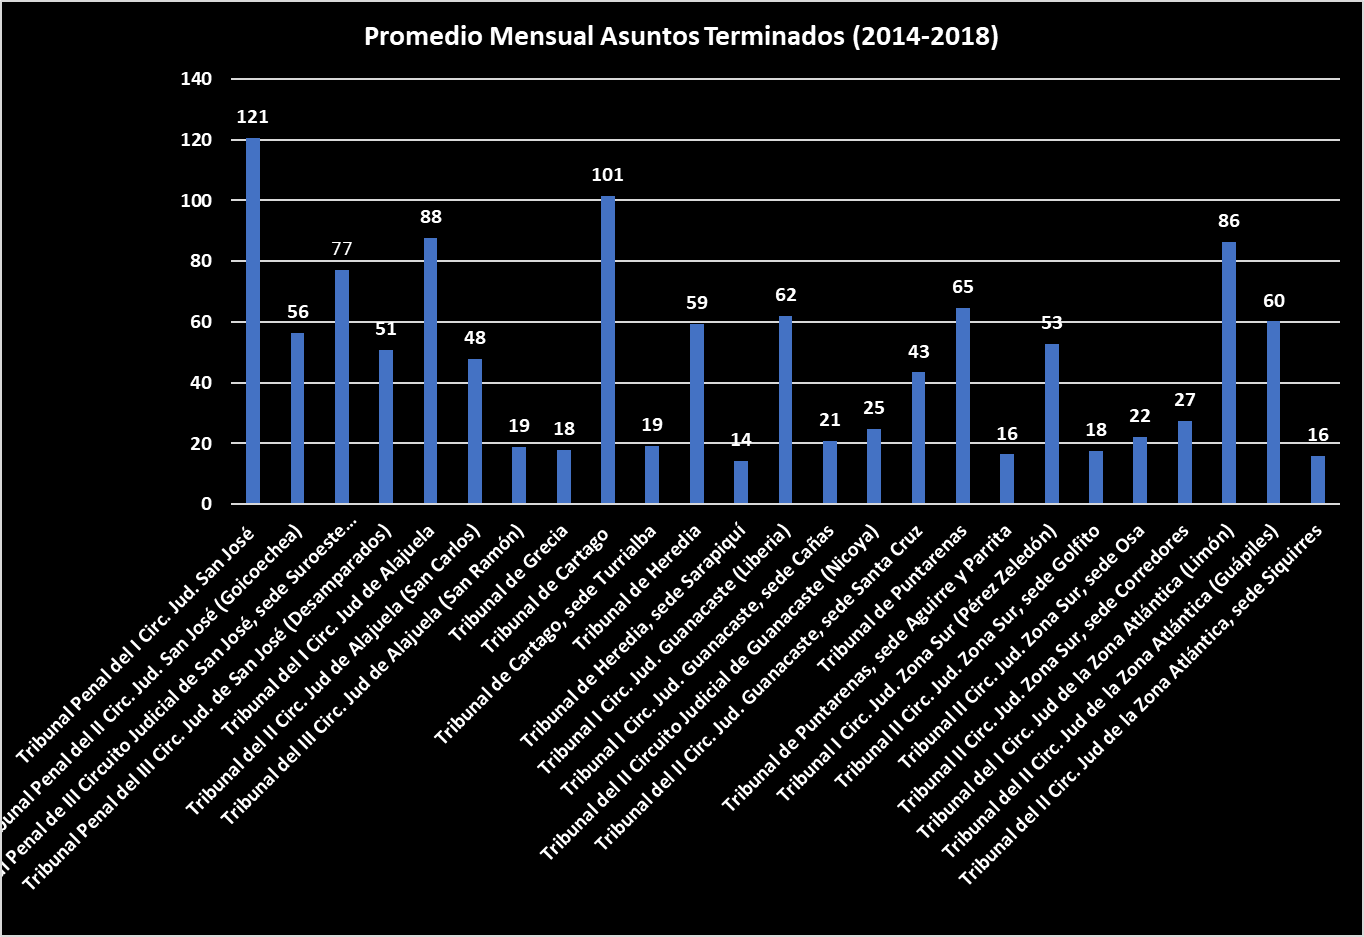 Promedio Mensual Asuntos Terminados (2014-2018)
140
120
100
80
60
40
20
0
121
56
77
51
88
48
19
18
101
19
59
14
62
21
25
43
65
16
53
18
22
27
86
60
16
Tribunal Penal del I Circ. Jud. San José
Penal del II Circ. Jud. San José (Goicoechea)
Penal de III Circuito Judicial de San José, sede Suroeste...
Tribunal Penal del III Circ. Jud. de San José (Desamparados)
Tribunal del I Circ. Jud de Alajuela
Tribunal del II Circ. Jud de Alajuela (San Carlos)
Tribunal del III Circ. Jud de Alajuela (San Ramón)
Tribunal de Grecia
Tribunal de Cartago
Tribunal de Cartago, sede Turrialba
Tribunal de Heredia
Tribunal de Heredia, sede Sarapiquí
Tribunal I Circ. Jud. Guanacaste (Liberia)
Tribunal I Circ. Jud. Guanacaste, sede Cañas
Tribunal del II Circuito Judicial de Guanacaste (Nicoya)
Tribunal del II Circ. Jud. Guanacaste, sede Santa Cruz
Tribunal de Puntarenas
Tribunal de Puntarenas, sede Aguirre y Parrita
Tribunal I Circ. Jud. Zona Sur (Pérez Zeledón)
Tribunal II Circ. Jud. Zona Sur, sede Golfito
Tribunal II Circ. Jud. Zona Sur, sede Osa
Tribunal II Circ. Jud. Zona Sur, sede Corredores
Tribunal del I Circ. Jud de la Zona Atlántica (Limón)
Tribunal del II Circ. Jud de la Zona Atlántica (Guápiles)
Tribunal del II Circ. Jud de la Zona Atlántica, sede Siquirres